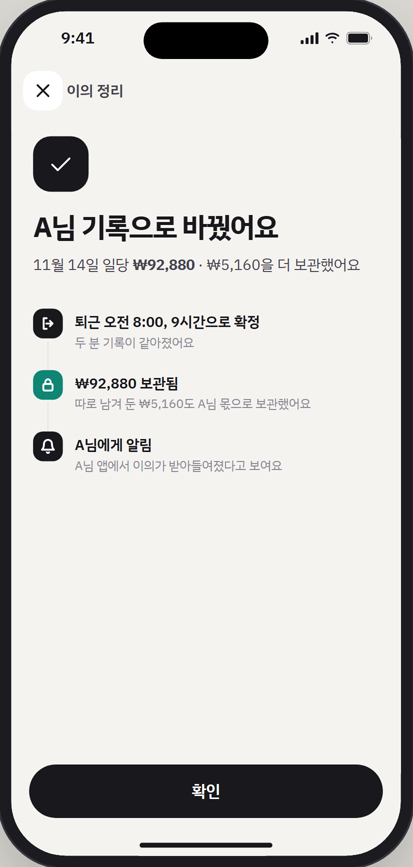 9:41
이의 정리
A님 기록으로 바꿨어요
11월 14일 일당 ₩92,880 · ₩5,160을 더 보관했어요
퇴근 오전 8:00, 9시간으로 확정
두 분 기록이 같아졌어요
₩92,880 보관됨
따로 남겨 둔 ₩5,160도 A님 몫으로 보관했어요
A님에게 알림
A님 앱에서 이의가 받아들여졌다고 보여요
확인